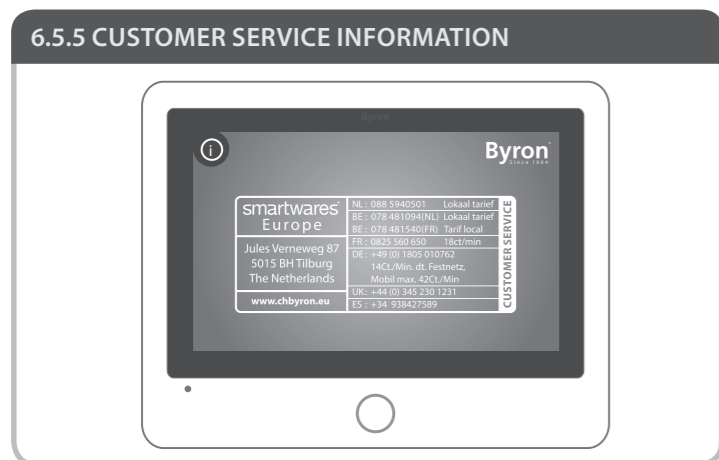 6.5.5 CUSTOMER SERVICE INFORMATION
Byron
i
Byron
Since 1984
smartwares
Europe
Jules Verneweg 87
5015 BH Tilburg
The Netherlands
www.chbyron.eu
NL: 088 5940501 Lokaal tarief
BE: 078 481094(NL) Lokaal tarief
BE: 078 481540(FR) Tarif local
FR: 0825 560 650 18ct/min
DE: +49 (0) 1805 010762
14Ct./Min. dt. Festnetz,
Mobil max. 42Ct./Min
UK: +44 (0) 345 230 1231
ES : +34 938427589
CUSTOMER SERVICE